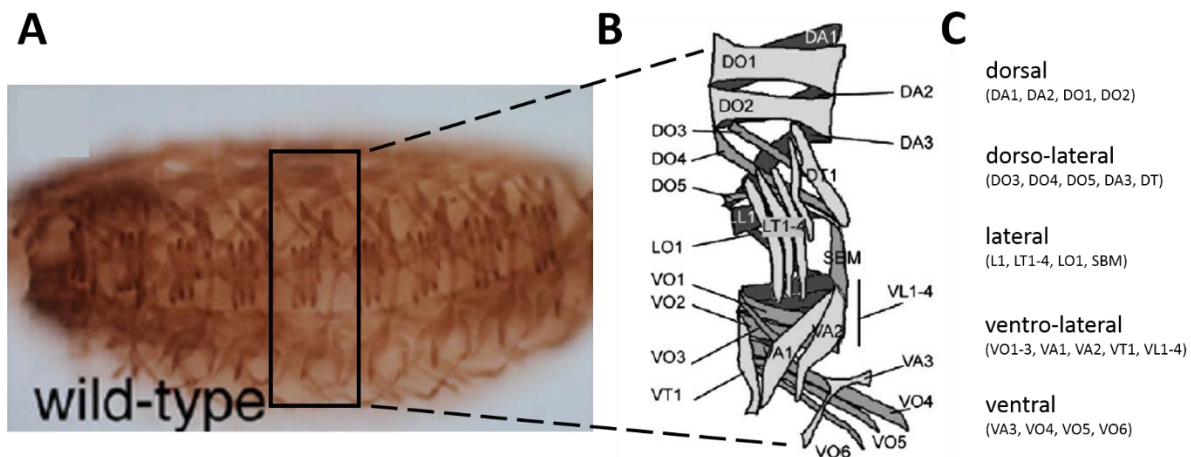 A
wild-type
B
DA1
DO1
DA2
DO2
DO3
DA3
DO4
DT1
DO5
LL1
LT1-4
LO1
SBM
VO1
VL1-4
VO2
VA2
VO3
VA1
VA3
VT1
VO4
VO5
VO6
C
dorsal
(DA1, DA2, DO1, DO2)
dorso-lateral
(DO3, DO4, DO5, DA3, DT)
lateral
(L1, LT1-4, LO1, SBM)
ventro-lateral
(VO1-3, VA1, VA2, VT1, VL1-4)
ventral
(VA3, VO4, VO5, VO6)